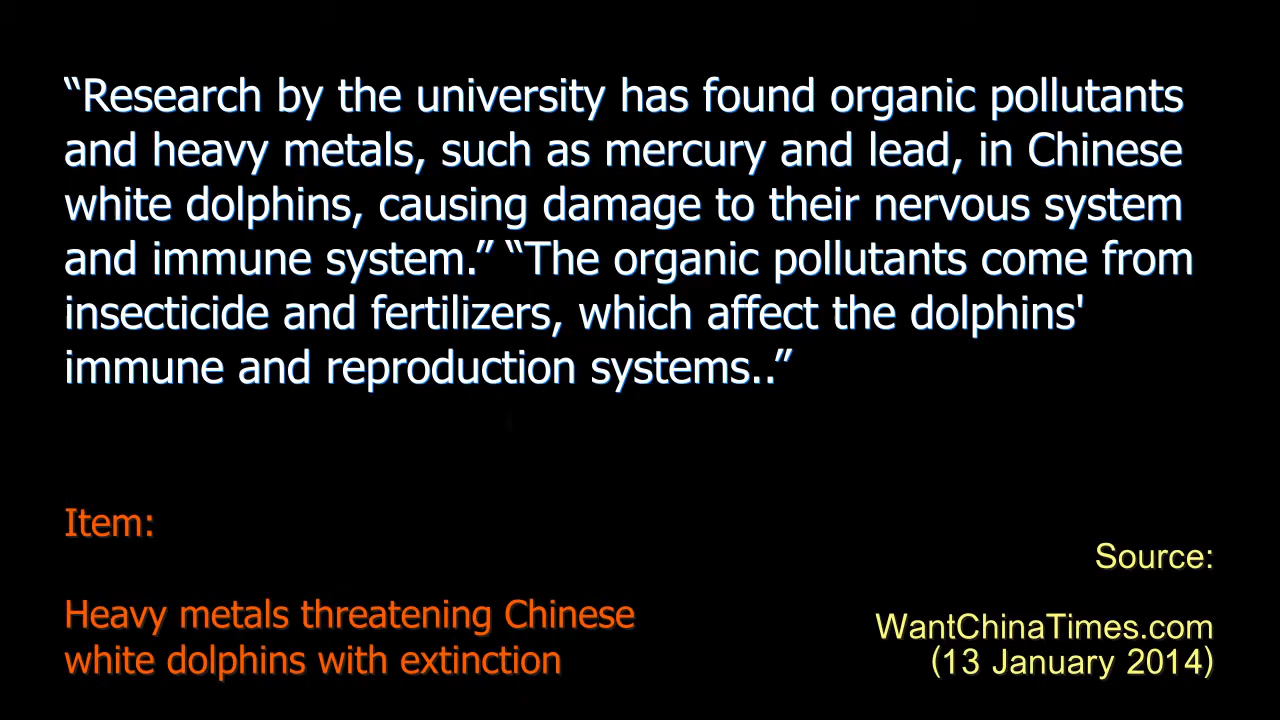 “Research by the university has found organic pollutants
and heavy metals, such as mercury and lead, in Chinese
white dolphins, causing damage to their nervous system
and immune system.” “The organic pollutants come from
insecticide and fertilizers, which affect the dolphins'
immune and reproduction systems..”
Item:
Heavy metals threatening Chinese
white dolphins with extinction
Source:
WantChinaTimes.com
(13 January 2014)